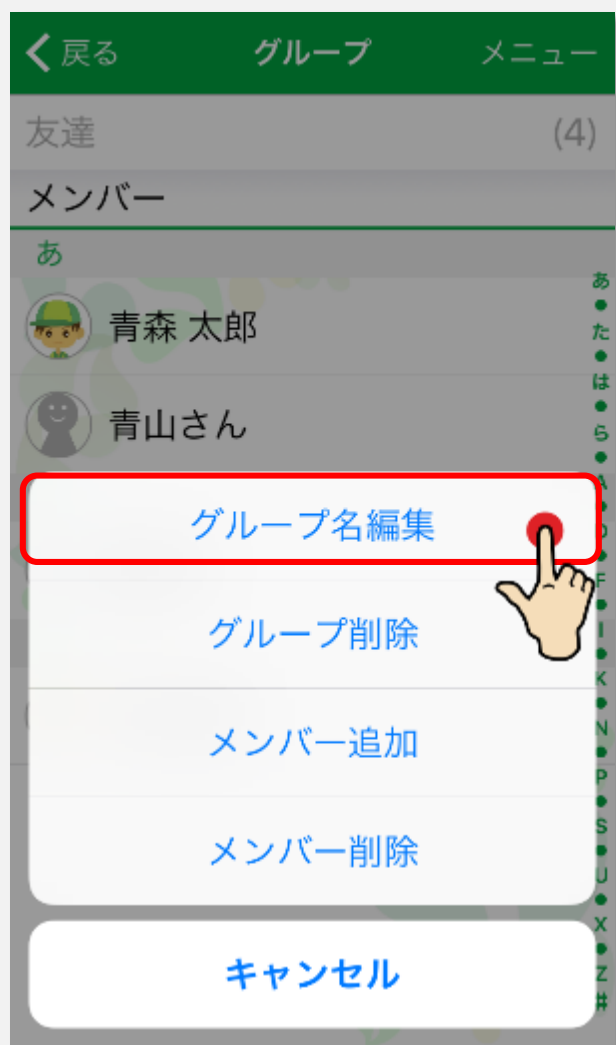 戻る グループ メニュー
友達 (4)
メンバー
あ
青森 太郎
青山さん
グループ名編集
グループ削除
メンバー追加
メンバー削除
キャンセル
あ
た
は
ら
A
D
F
I
K
N
P
S
U
X
Z
#